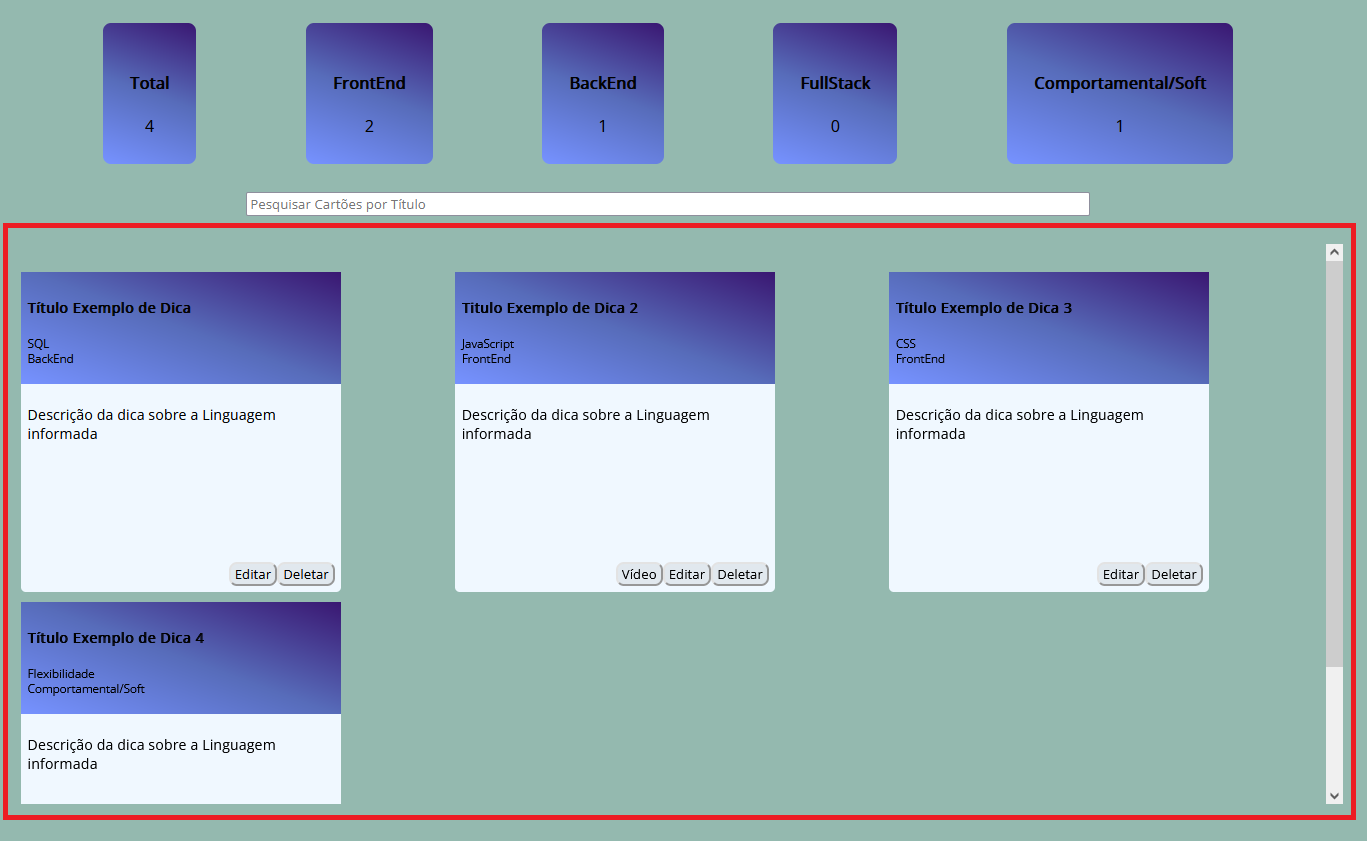 Total
4
FrontEnd
2
BackEnd
1
FullStack
0
Comportamental/Soft
1
Pesquisar Cartões por Título
Título Exemplo de Dica
SQL
BackEnd
Descrição da dica sobre a Linguagem
informada
Editar Deletar
Título Exemplo de Dica 2
JavaScript
FrontEnd
Descrição da dica sobre a Linguagem
informada
Vídeo Editar Deletar
Título Exemplo de Dica 3
CSS
FrontEnd
Descrição da dica sobre a Linguagem
informada
Editar Deletar
Título Exemplo de Dica 4
Flexibilidade
Comportamental/Soft
Descrição da dica sobre a Linguagem
informada